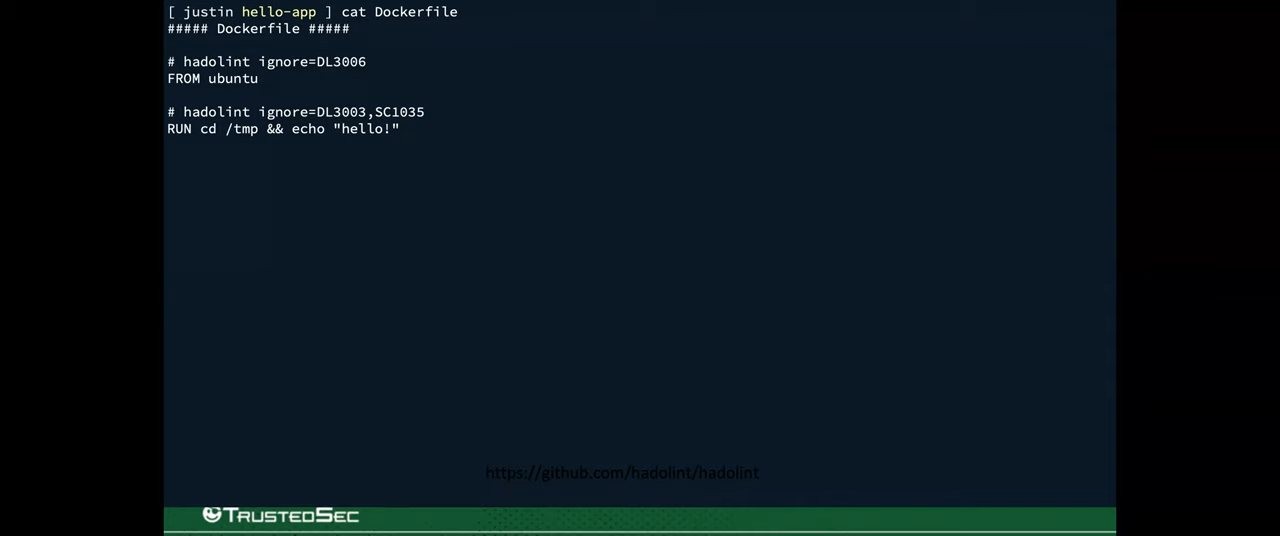 [ justin hello-app ] cat Dockerfile
##### Dockerfile #####
# hadolint ignore=DL3006
FROM ubuntu
# hadolint ignore=DL3003,SC1035
RUN cd /tmp && echo "hello!"
https://github.com/hadolint/hadolint
TRUSTEDSEC